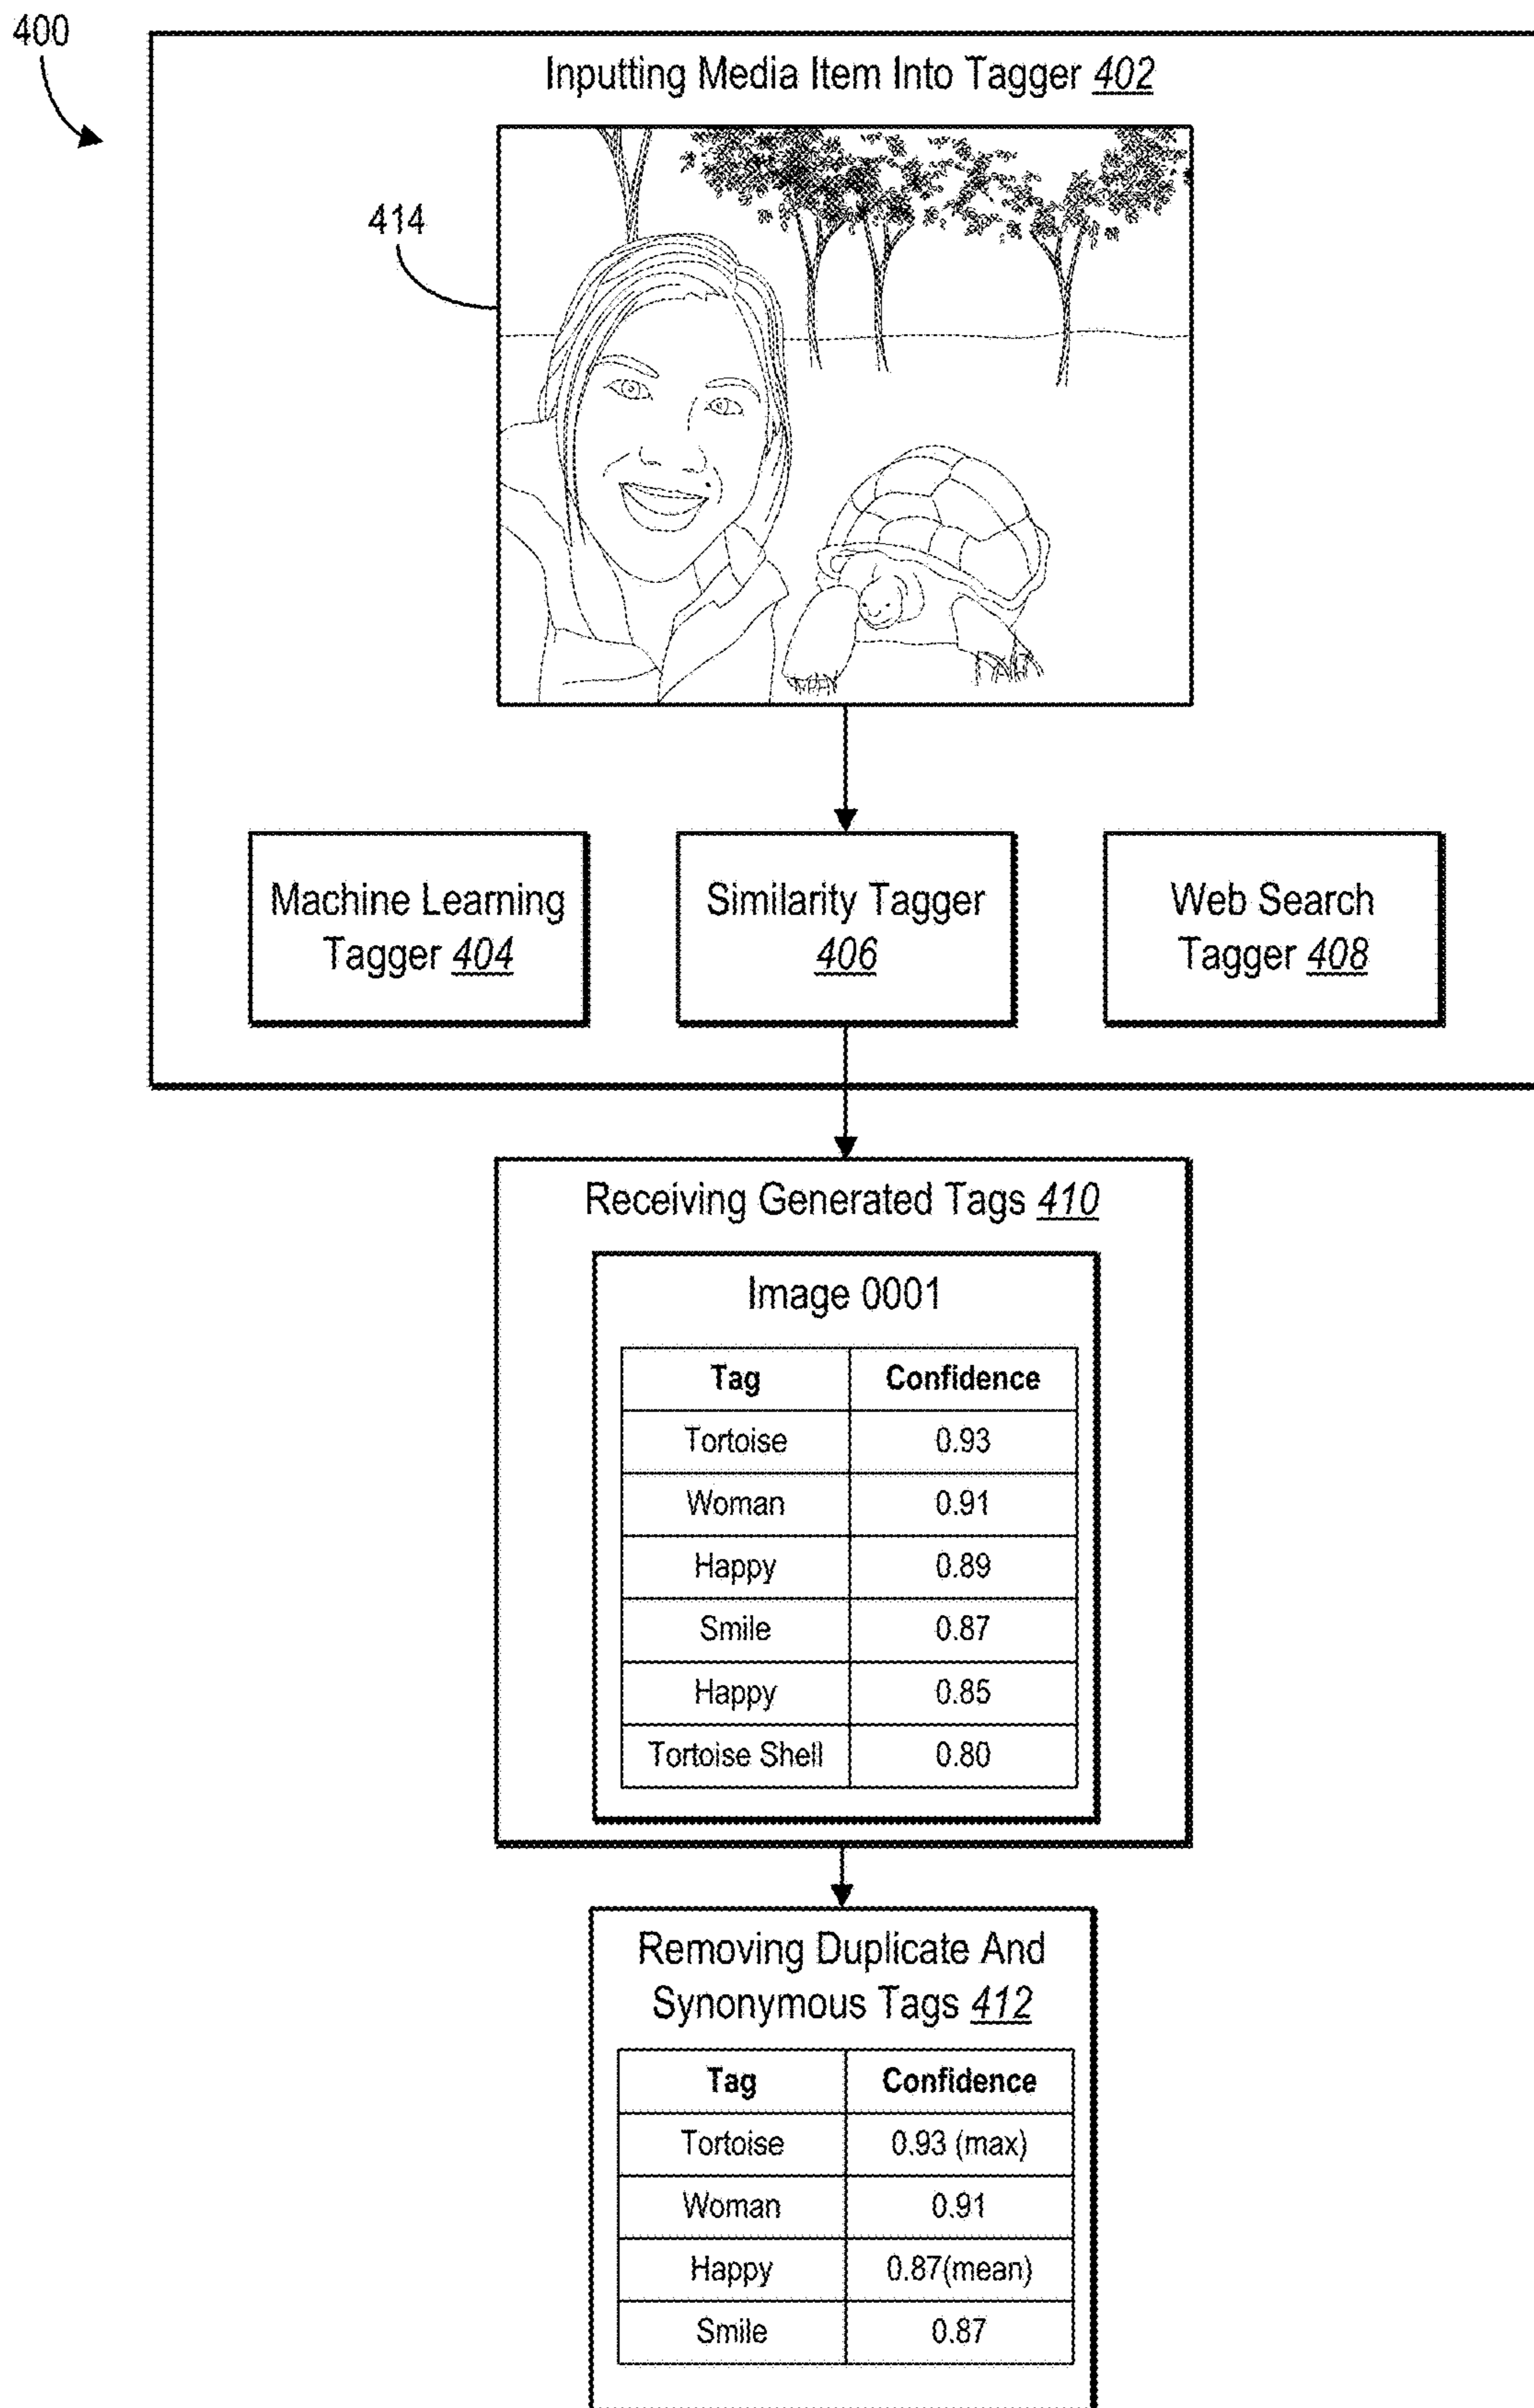 400
Inputting Media Item Into Tagger 402
414
Machine Learning
Tagger 404
Similarity Tagger
406
Web Search
Tagger 408
Receiving Generated Tags 410
Image 0001
Tag Confidence
Tortoise 0.93
Woman 0.91
Happy 0.89
Smile 0.87
Happy 0.85
Tortoise Shell 0.80
Removing Duplicate And
Synonymous Tags 412
Tag Confidence
Tortoise 0.93 (max)
Woman 0.91
Happy 0.87(mean)
Smile 0.87